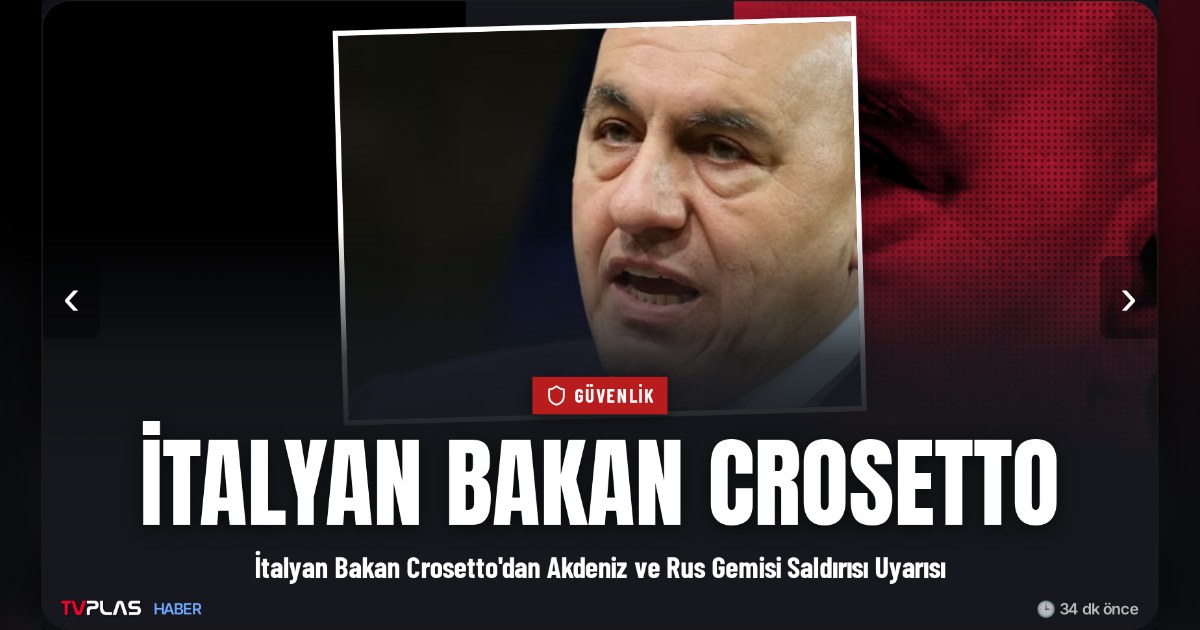 GÜVENLİK
İTALYAN BAKAN CROSETTO
İtalyan Bakan Crosetto'dan Akdeniz ve Rus Gemisi Saldırısı Uyarısı
TVPLAS HABER
34 dk önce